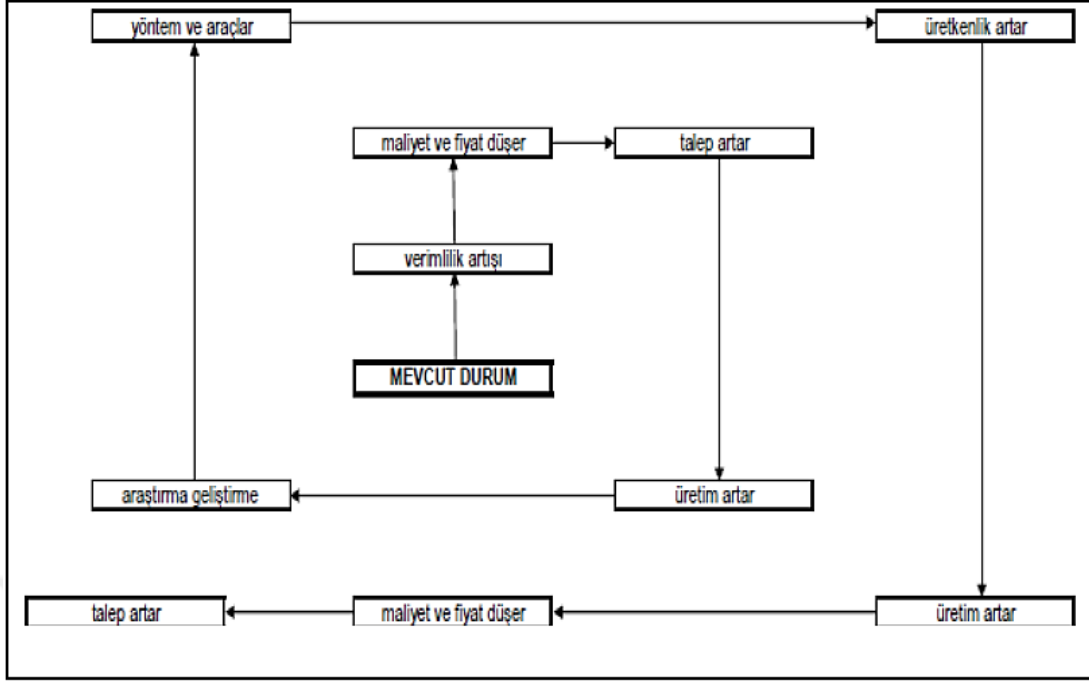 yöntem ve araçlar
üretkenlik artar
maliyet ve fiyat düşer
talep artar
verimlilik artışı
MEVCUT DURUM
araştırma geliştirme
üretim artar
talep artar
maliyet ve fiyat düşer
üretim artar